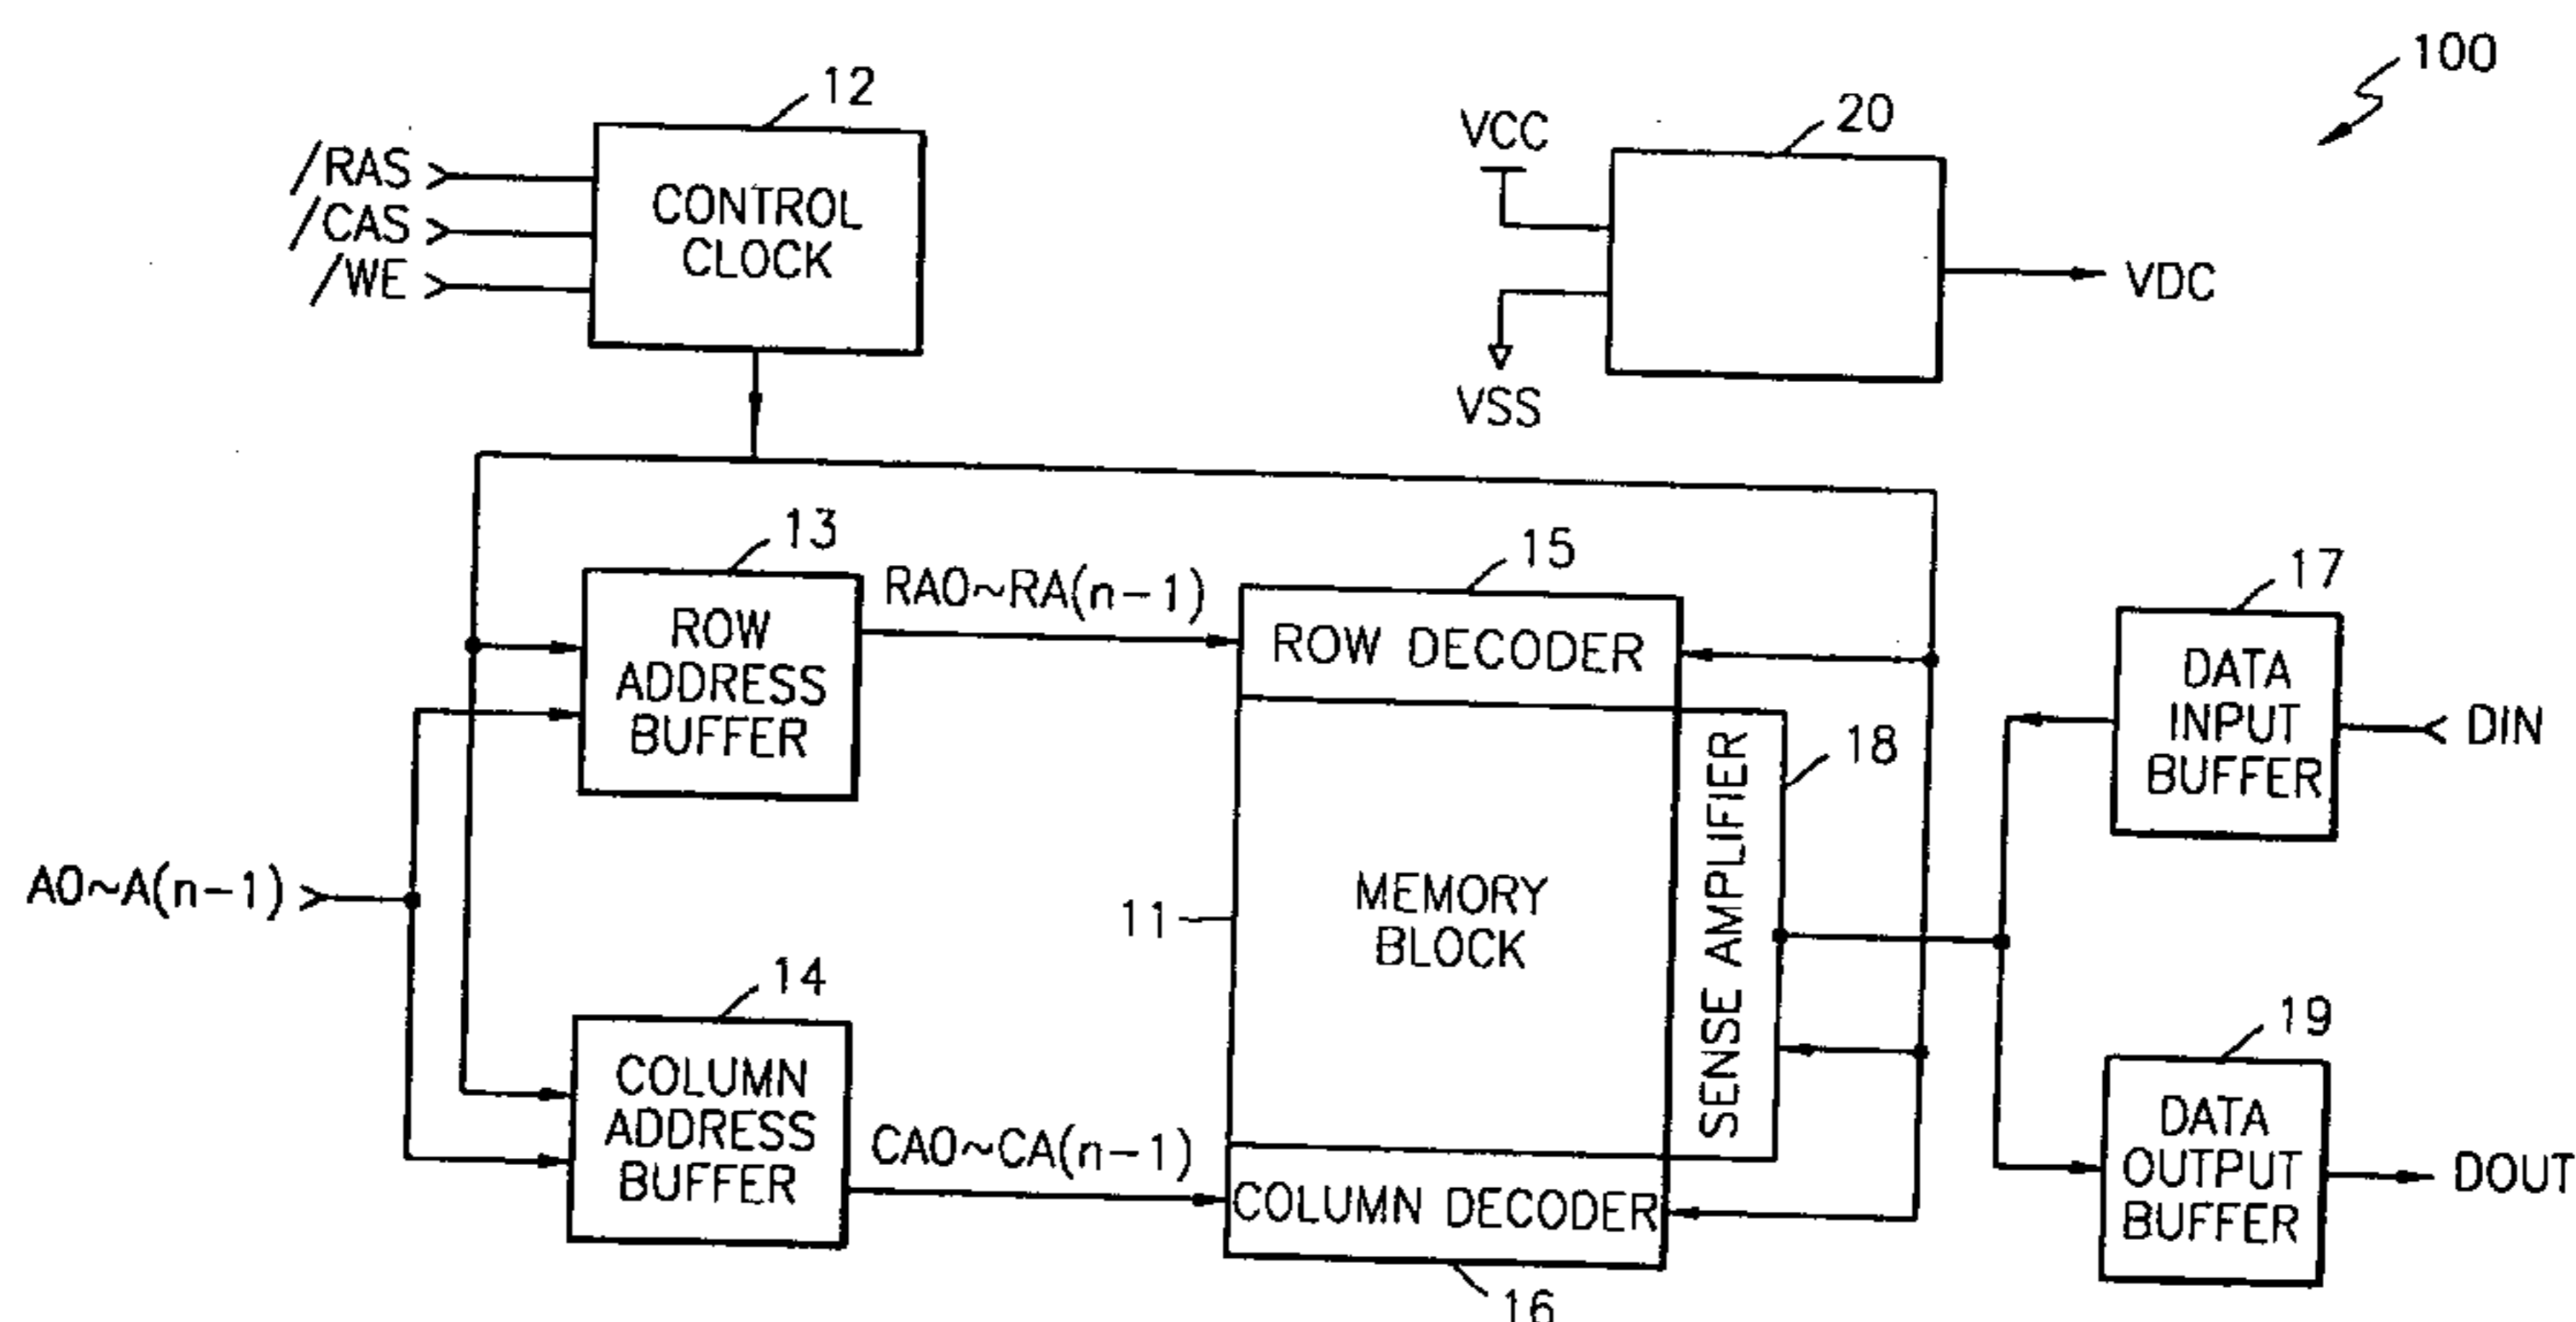 100
12
/RAS
/CAS
/WE
CONTROL
CLOCK
VCC
20
VDC
VSS
13
ROW
ADDRESS
BUFFER
RA0~RA(n-1)
15
ROW DECODER
17
DATA
INPUT
BUFFER
DIN
18
SENSE AMPLIFIER
A0~A(n-1)
11
MEMORY
BLOCK
14
COLUMN
ADDRESS
BUFFER
CA0~CA(n-1)
COLUMN DECODER
16
19
DATA
OUTPUT
BUFFER
DOUT